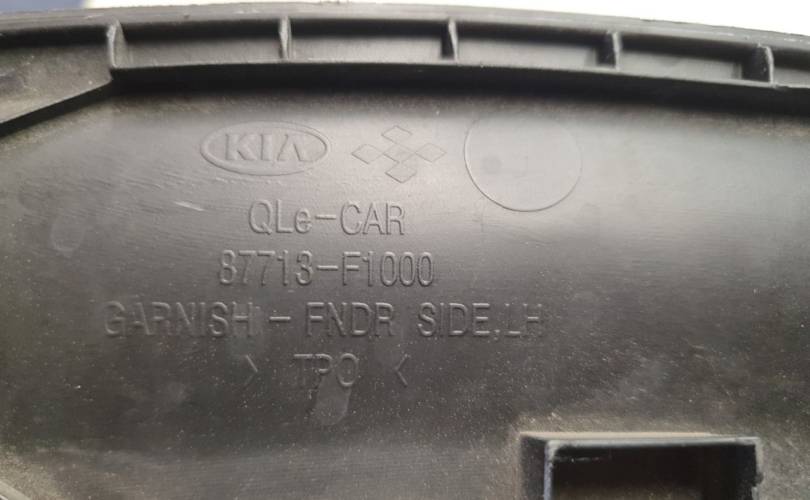 KIA
QLe-CAR
87713-F1000
GARNISH - FNDR SIDE,LH
> TPO <